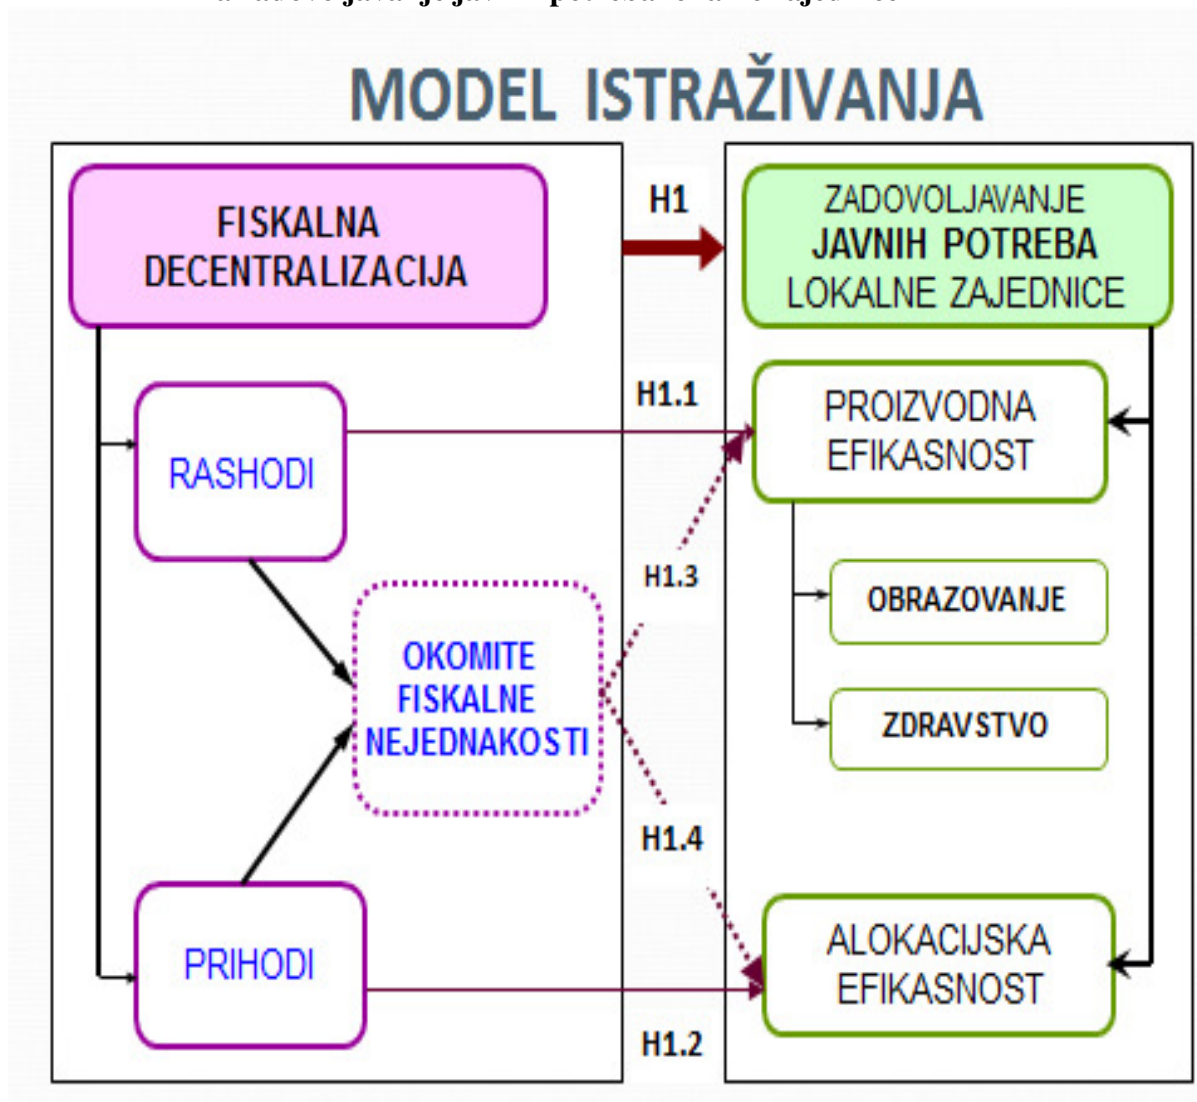 MODEL ISTRAŽIVANJA
FISKALNA
DECENTRALIZACIJA
H1
ZADOVOLJAVANJE
JAVNIH POTREBA
LOKALNE ZAJEDNICE
RASHODI
H1.1
PROIZVODNA
EFIKASNOST
H1.3
OBRAZOVANJE
OKOMITE
FISKALNE
NEJEDNAKOSTI
ZDRAVSTVO
H1.4
PRIHODI
ALOKACIJSKA
EFIKASNOST
H1.2